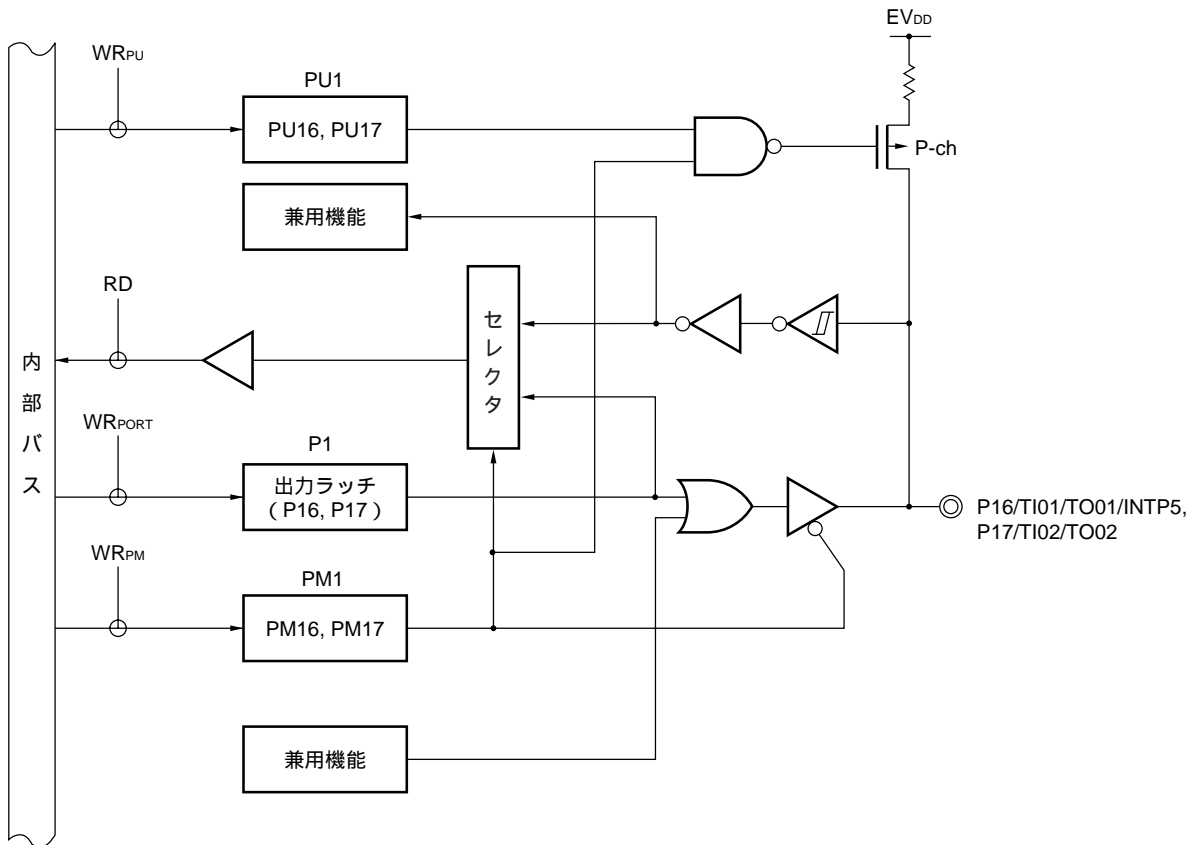 EVDD
WRPU
PU1
PU16, PU17
P-ch
兼用機能
RD
セレクタ
内部バス
WRPORT
P1
出力ラッチ
（P16, P17）
P16/TI01/TO01/INTP5,
P17/TI02/TO02
WRPM
PM1
PM16, PM17
兼用機能